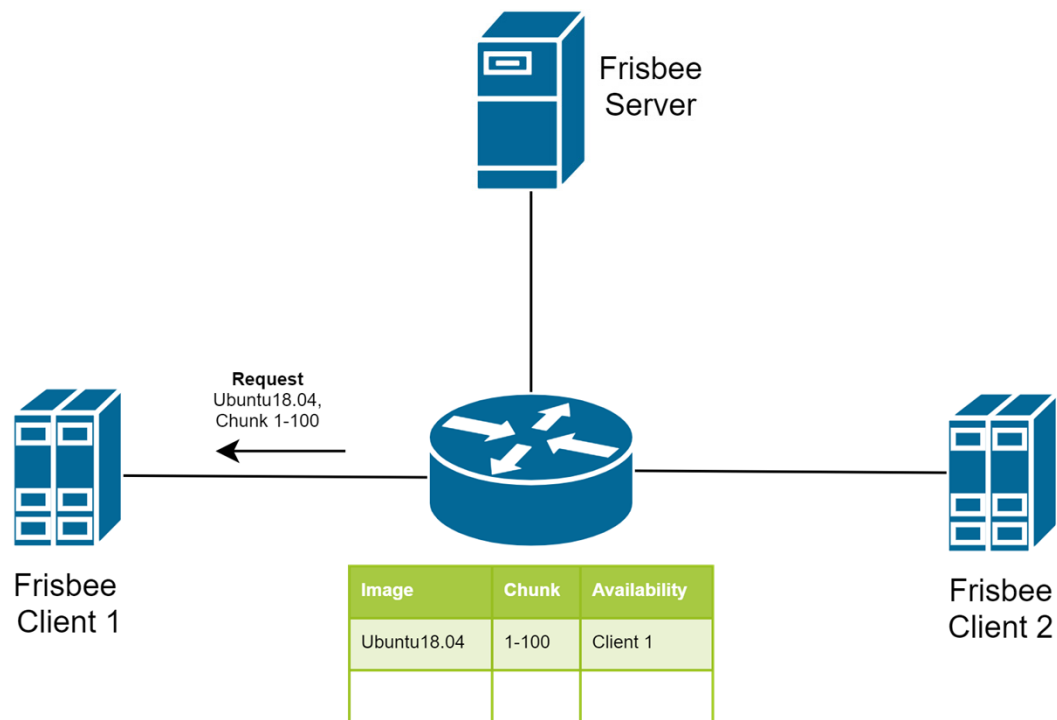 Frisbee
Server
Request
Ubuntu18.04,
Chunk 1-100
Frisbee
Client 1
Frisbee
Client 2
Image Chunk Availability
Ubuntu18.04 1-100 Client 1